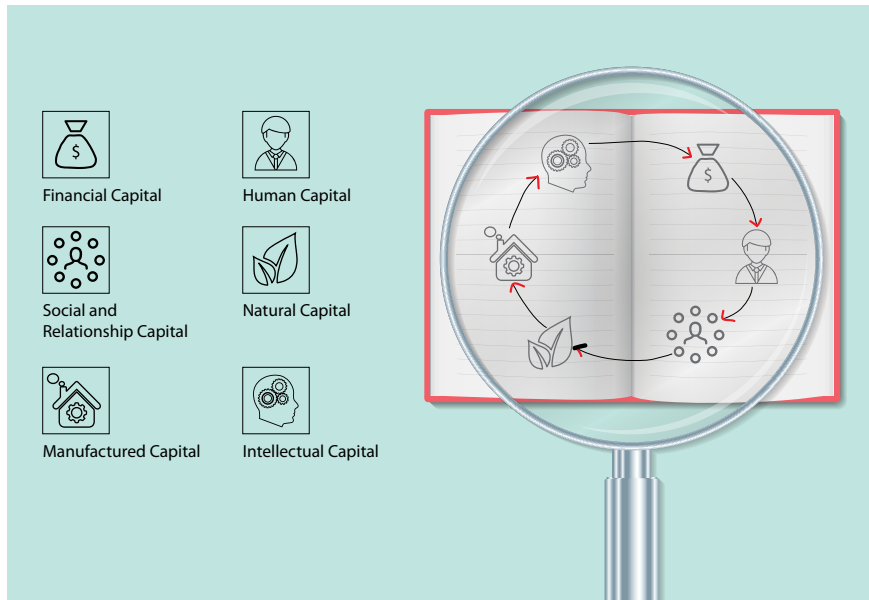 $
Financial Capital
Human Capital
Social and
Relationship Capital
Natural Capital
Manufactured Capital
Intellectual Capital
$